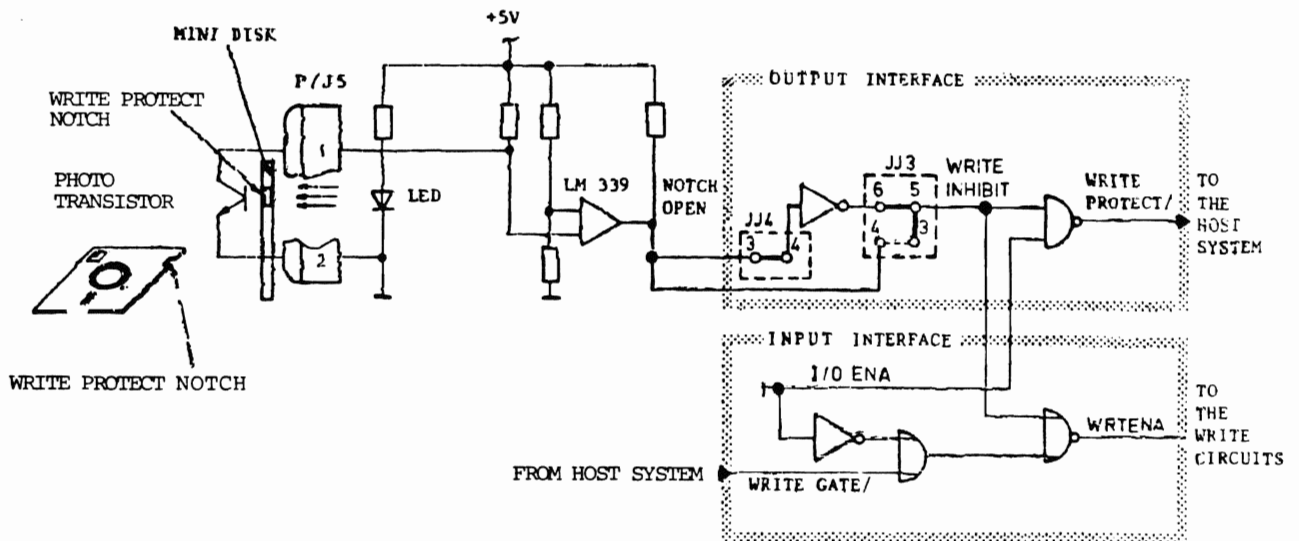 +5V
MINI DISK
P/J5
OUTPUT INTERFACE
WRITE PROTECT
NOTCH
1
PHOTO
TRANSISTOR
LED
LM 339
NOTCH
OPEN
JJ4
3
4
JJ3
6
5
4
3
WRITE
INHIBIT
WRITE
PROTECT/
TO
THE
HOST
SYSTEM
2
WRITE PROTECT NOTCH
INPUT INTERFACE
I/O ENA
WRTENA
TO
THE
WRITE
CIRCUITS
FROM HOST SYSTEM
WRITE GATE/